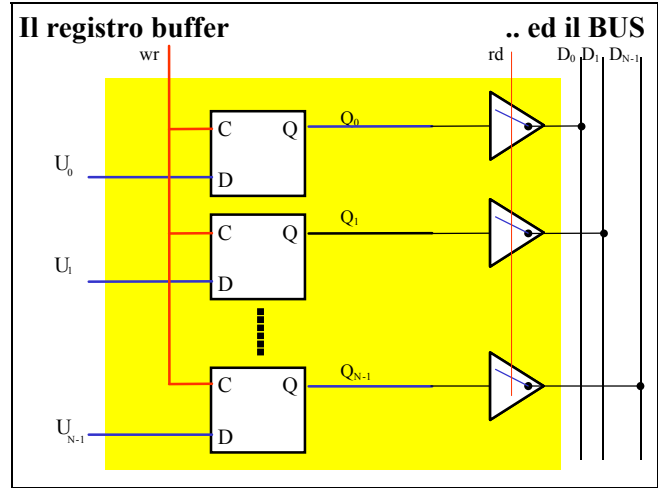 Il registro buffer .. ed il BUS
wr rd D0 D1 DN-1
C Q Q0
U0
D
C Q Q1
U1
D
C Q QN-1
UN-1
D